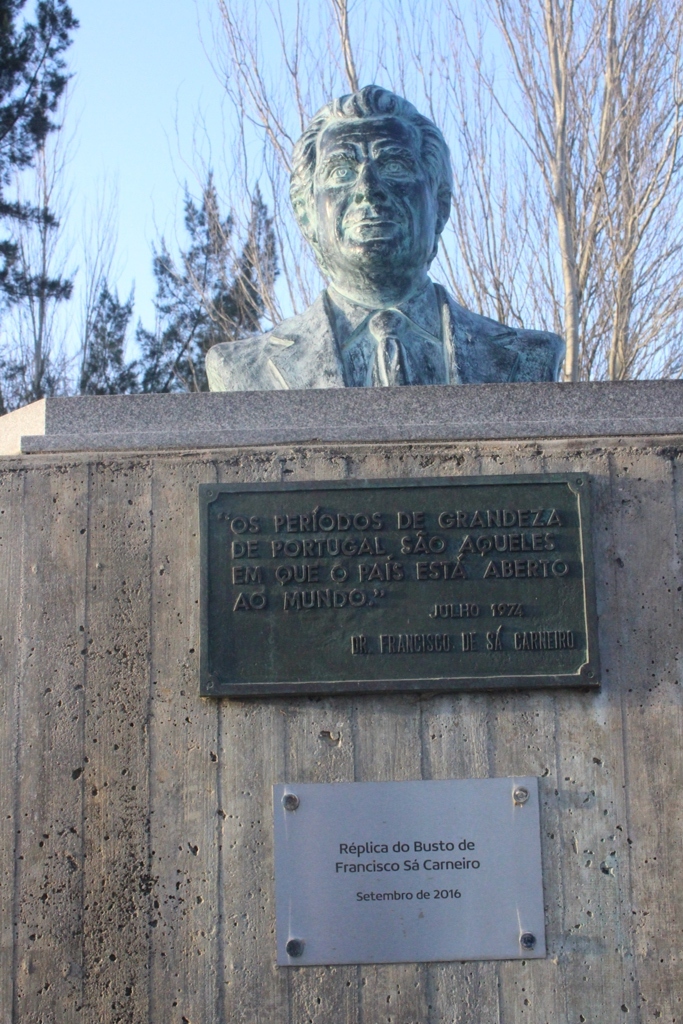 "OS PERÍODOS DE GRANDEZA
DE PORTUGAL SÃO AQUELES
EM QUE O PAÍS ESTÁ ABERTO
AO MUNDO."
JULHO 1974
DR. FRANCISCO DE SÁ CARNEIRO
Réplica do Busto de
Francisco Sá Carneiro
Setembro de 2016